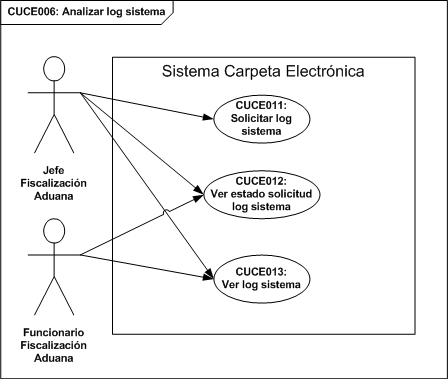 CUCE006: Analizar log sistema
Sistema Carpeta Electrónica
CUCE011:
Solicitar log
sistema
Jefe
Fiscalización
Aduana
CUCE012:
Ver estado solicitud
log sistema
CUCE013:
Ver log sistema
Funcionario
Fiscalización
Aduana